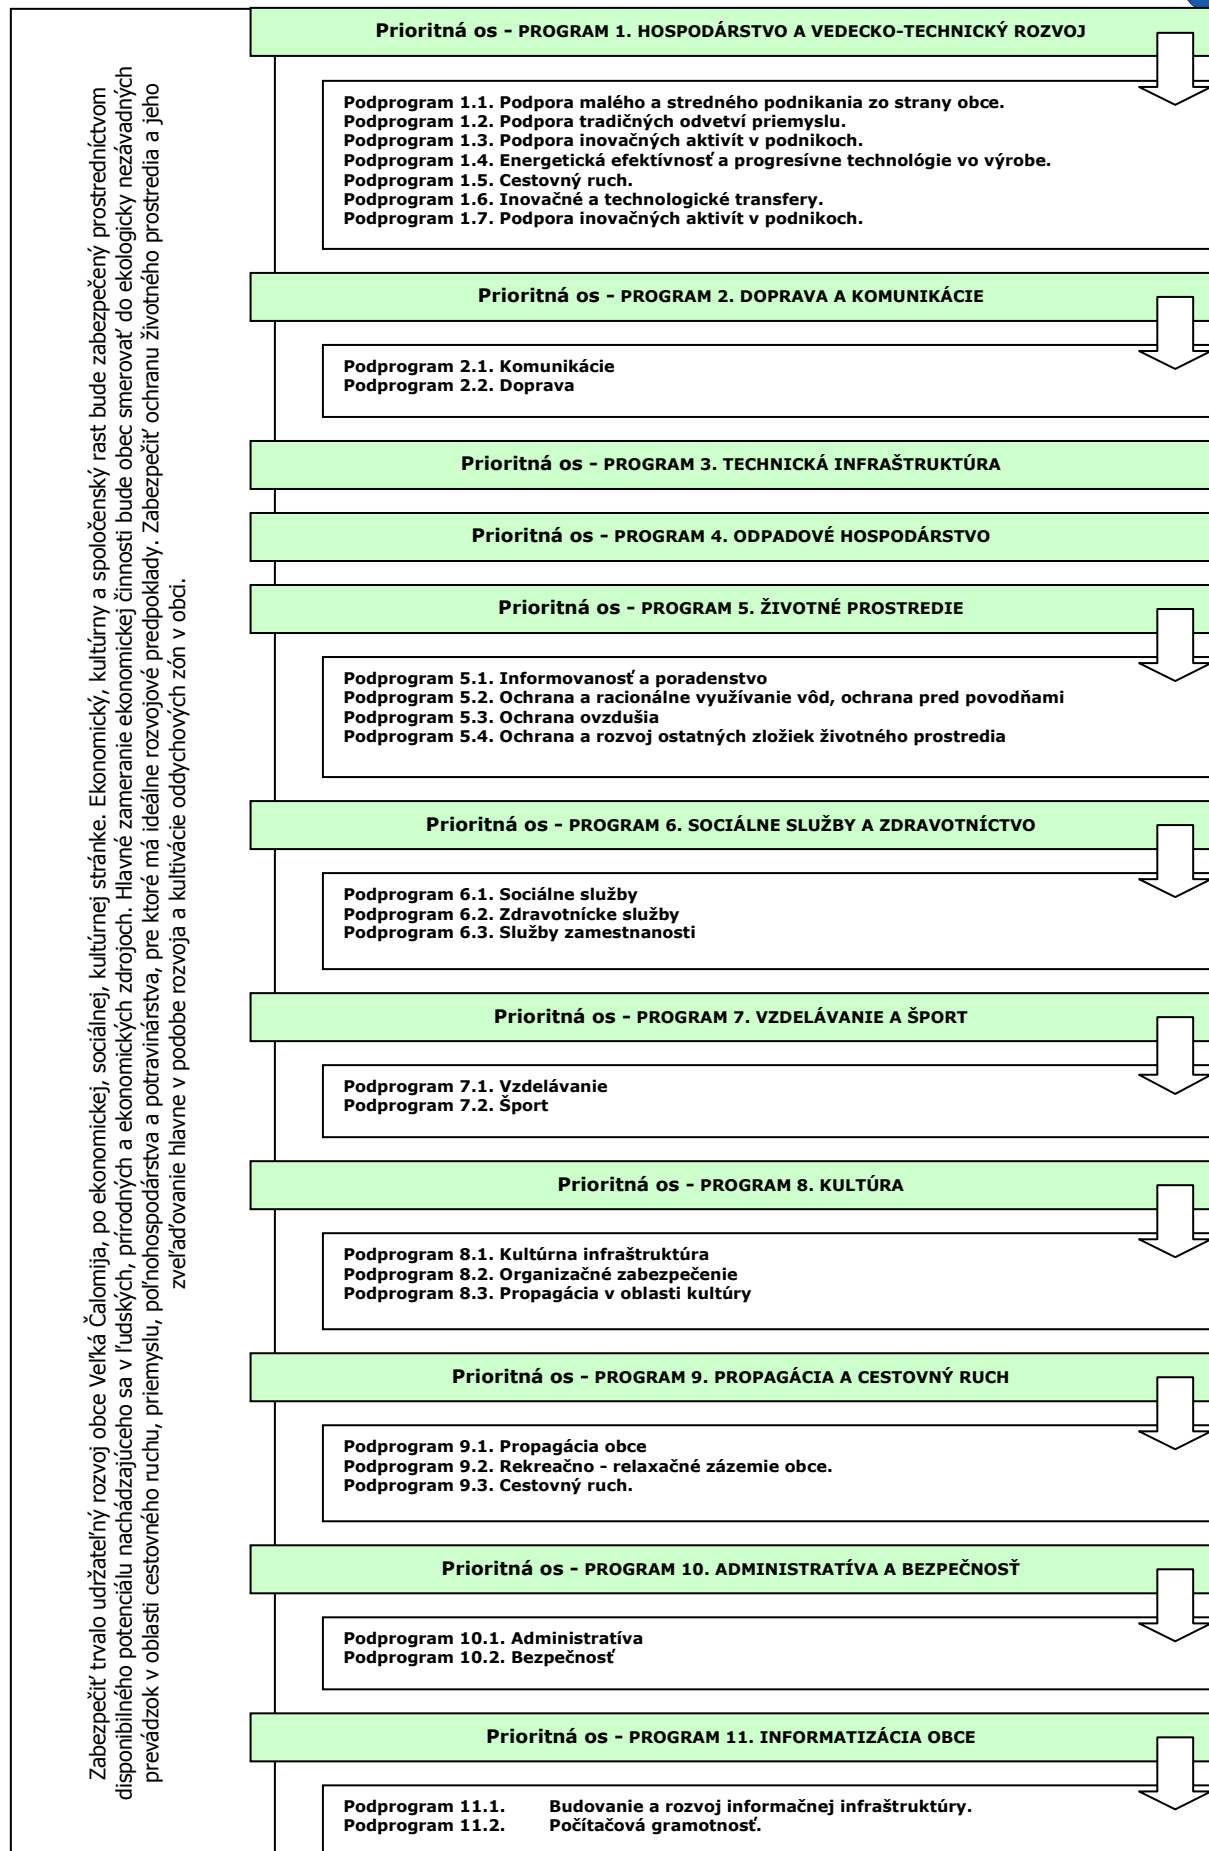 Zabezpečiť trvalo udržateľný rozvoj obce Veľká Čalomija, po ekonomickej, sociálnej, kultúrnej stránke. Ekonomický, kultúrny a spoločenský rast bude zabezpečený prostredníctvom
disponibilného potenciálu nachádzajúceho sa v ľudských, prírodných a ekonomických zdrojoch. Hlavné zameranie ekonomickej činnosti bude obec smerovať do ekologicky nezávadných
prevádzok v oblasti cestovného ruchu, priemyslu, poľnohospodárstva a potravinárstva, pre ktoré má ideálne rozvojové predpoklady. Zabezpečiť ochranu životného prostredia a jeho
zveľaďovanie hlavne v podobe rozvoja a kultivácie oddychových zón v obci.
Prioritná os - PROGRAM 1. HOSPODÁRSTVO A VEDECKO-TECHNICKÝ ROZVOJ
Podprogram 1.1. Podpora malého a stredného podnikania zo strany obce.
Podprogram 1.2. Podpora tradičných odvetví priemyslu.
Podprogram 1.3. Podpora inovačných aktivít v podnikoch.
Podprogram 1.4. Energetická efektívnosť a progresívne technológie vo výrobe.
Podprogram 1.5. Cestovný ruch.
Podprogram 1.6. Inovačné a technologické transfery.
Podprogram 1.7. Podpora inovačných aktivít v podnikoch.
Prioritná os - PROGRAM 2. DOPRAVA A KOMUNIKÁCIE
Podprogram 2.1. Komunikácie
Podprogram 2.2. Doprava
Prioritná os - PROGRAM 3. TECHNICKÁ INFRAŠTRUKTÚRA
Prioritná os - PROGRAM 4. ODPADOVÉ HOSPODÁRSTVO
Prioritná os - PROGRAM 5. ŽIVOTNÉ PROSTREDIE
Podprogram 5.1. Informovanosť a poradenstvo
Podprogram 5.2. Ochrana a racionálne využívanie vôd, ochrana pred povodňami
Podprogram 5.3. Ochrana ovzdušia
Podprogram 5.4. Ochrana a rozvoj ostatných zložiek životného prostredia
Prioritná os - PROGRAM 6. SOCIÁLNE SLUŽBY A ZDRAVOTNÍCTVO
Podprogram 6.1. Sociálne služby
Podprogram 6.2. Zdravotnícke služby
Podprogram 6.3. Služby zamestnanosti
Prioritná os - PROGRAM 7. VZDELÁVANIE A ŠPORT
Podprogram 7.1. Vzdelávanie
Podprogram 7.2. Šport
Prioritná os - PROGRAM 8. KULTÚRA
Podprogram 8.1. Kultúrna infraštruktúra
Podprogram 8.2. Organizačné zabezpečenie
Podprogram 8.3. Propagácia v oblasti kultúry
Prioritná os - PROGRAM 9. PROPAGÁCIA A CESTOVNÝ RUCH
Podprogram 9.1. Propagácia obce
Podprogram 9.2. Rekreačno - relaxačné zázemie obce.
Podprogram 9.3. Cestovný ruch.
Prioritná os - PROGRAM 10. ADMINISTRATÍVA A BEZPEČNOSŤ
Podprogram 10.1. Administratíva
Podprogram 10.2. Bezpečnosť
Prioritná os - PROGRAM 11. INFORMATIZÁCIA OBCE
Podprogram 11.1. Budovanie a rozvoj informačnej infraštruktúry.
Podprogram 11.2. Počítačová gramotnosť.